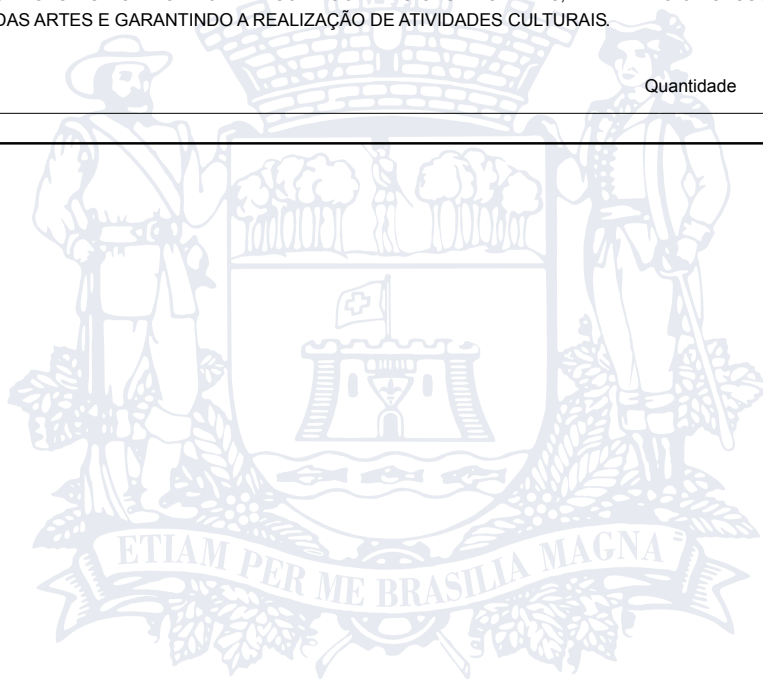 DAS ARTES E GARANTINDO A REALIZAÇÃO DE ATIVIDADES CULTURAIS.
Quantidade
ETIAM PER ME BRASILIA MAGNA